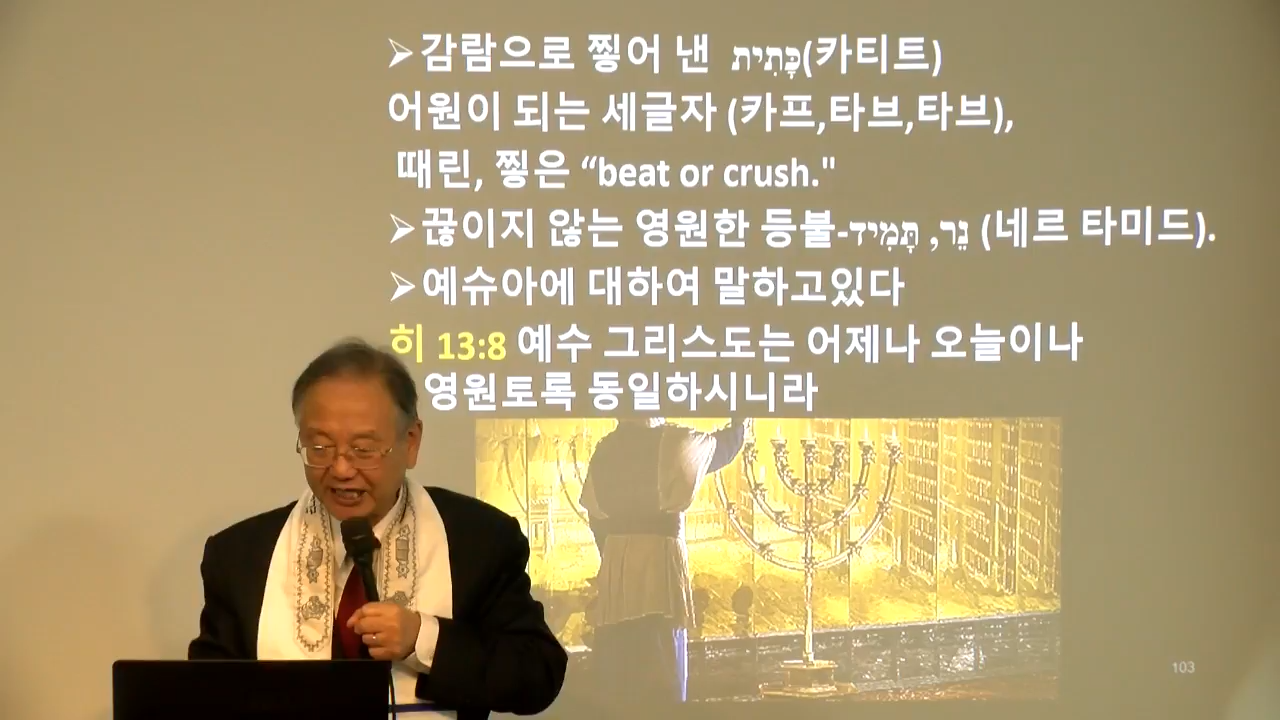 ➢감람으로 찧어 낸 כָּתִית(카티트)
어원이 되는 세글자 (카프,타브,타브),
때린, 찧은 “beat or crush."
➢끊이지 않는 영원한 등불-נֵר, תָּמִיד (네르 타미드).
➢예슈아에 대하여 말하고있다
히 13:8 예수 그리스도는 어제나 오늘이나
영원토록 동일하시니라
103